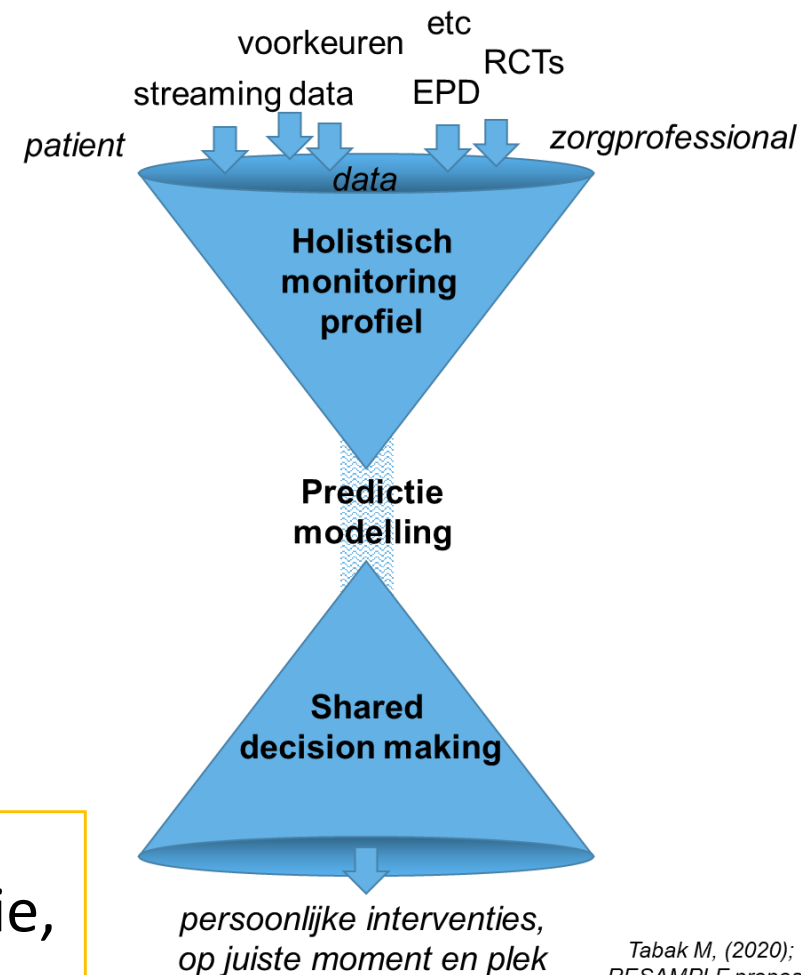 etc
voorkeuren
RCTs
streaming data
EPD
patient
zorgprofessional
data
Holistisch
monitoring
profiel
Predictie
modelling
Shared
decision making
ie,
persoonlijke interventies,
op juiste moment en plek
Tabak M, (2020);